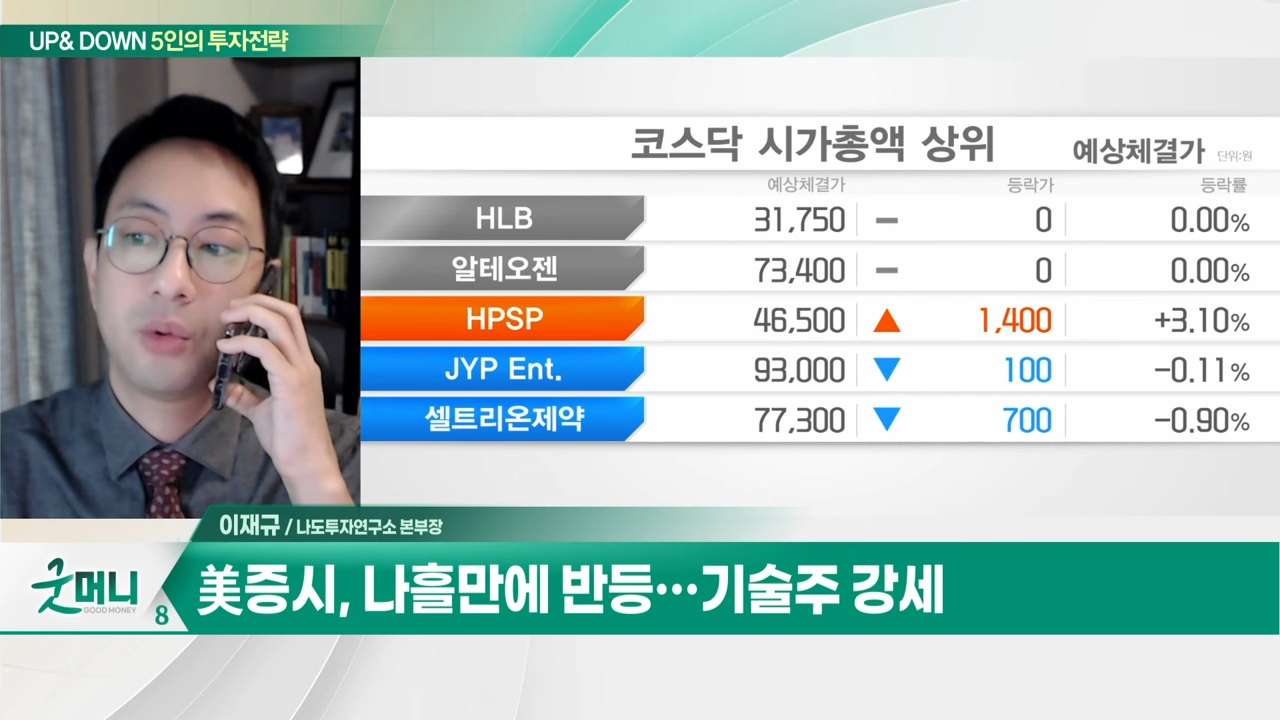 UP& DOWN 5인의 투자전략
코스닥 시가총액 상위 예상체결가 단위:원
예상체결가 등락가 등락률
HLB 31,750 – 0 0.00%
알테오젠 73,400 – 0 0.00%
HPSP 46,500 ▲ 1,400 +3.10%
JYP Ent. 93,000 ▼ 100 -0.11%
셀트리온제약 77,300 ▼ 700 -0.90%
이재규 / 나도투자연구소 본부장
굿머니
GOOD MONEY
8
美증시, 나흘만에 반등…기술주 강세